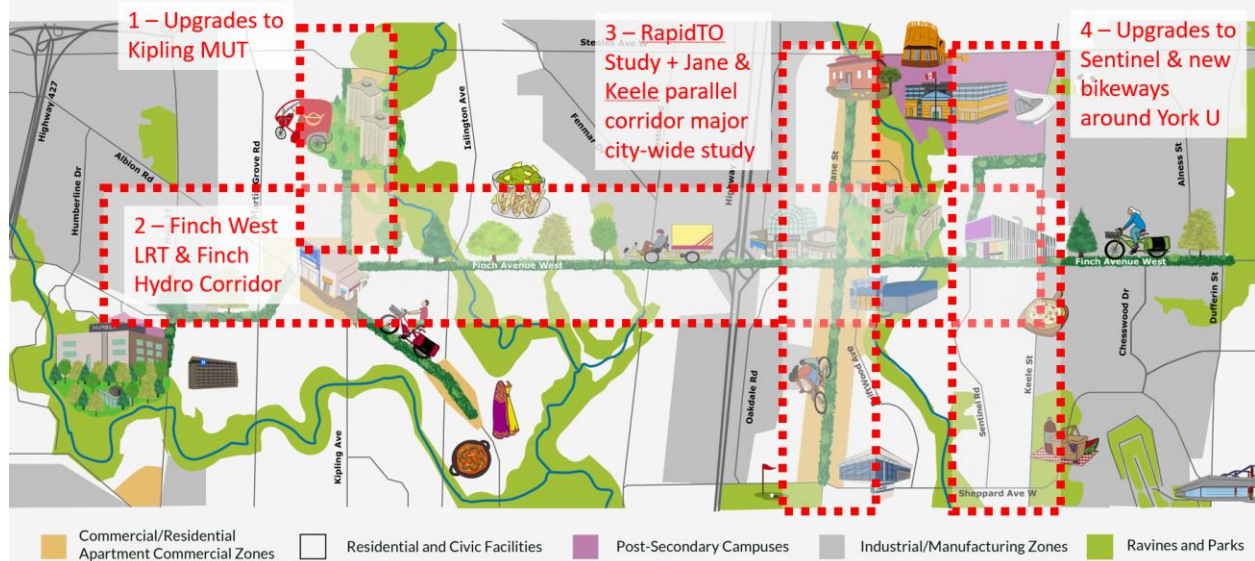 1 – Upgrades to
Kipling MUT
2 – Finch West
LRT & Finch
Hydro Corridor
3 – RapidTO
Study + Jane &
Keele parallel
corridor major
city-wide study
4 – Upgrades to
Sentinel & new
bikeways
around York U
Highway 427
Albion Rd
Humberline Dr
Kipling Ave
Islington Ave
Finch Avenue West
Jane St
Oakdale Rd
Sentinel Rd
Keele St
Sheppard Ave W
Finch Avenue West
Alness St
Chesswood Dr
Dufferin St
Commercial/Residential
Apartment Commercial Zones
Residential and Civic Facilities
Post-Secondary Campuses
Industrial/Manufacturing Zones
Ravines and Parks